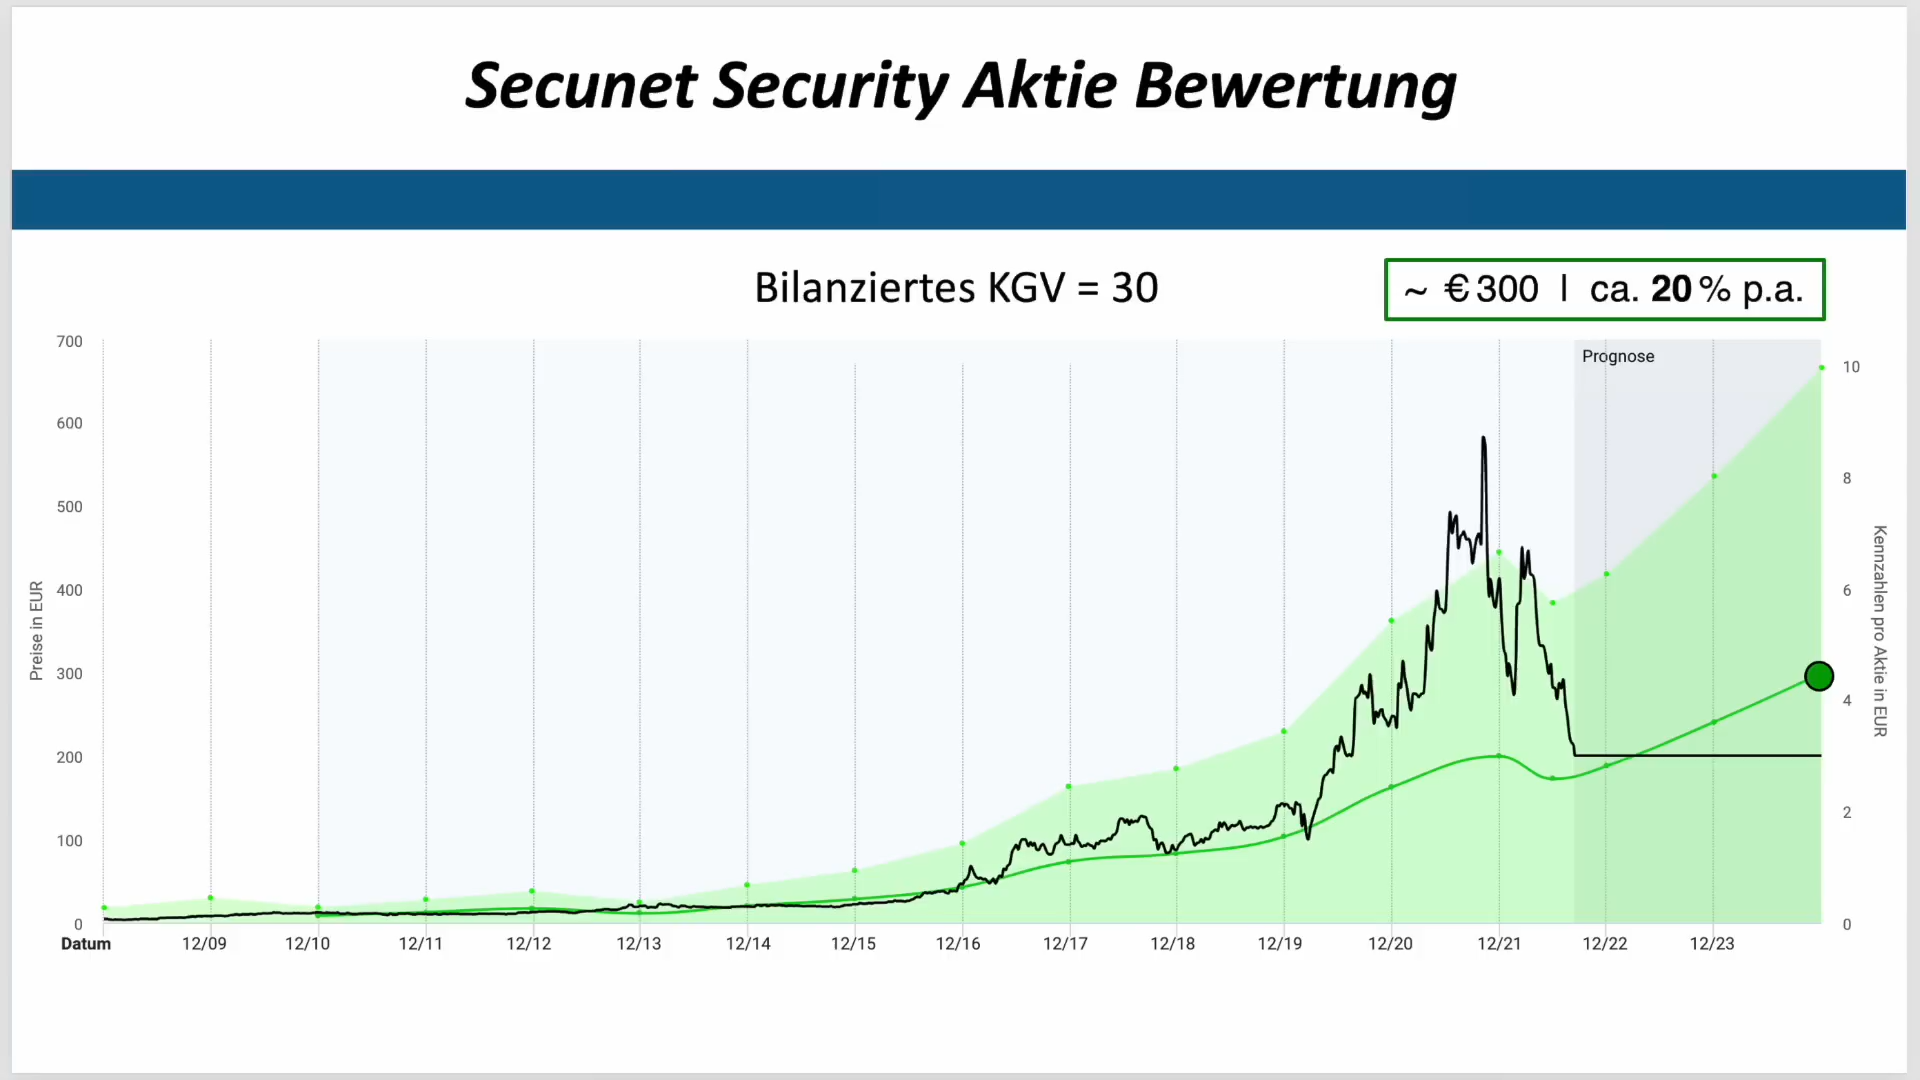 Secunet Security Aktie Bewertung
Bilanziertes KGV = 30
~ €300 | ca. 20% p.a.
Prognose
700
600
500
400
300
200
100
0
Preise in EUR
10
8
6
4
2
0
Kennzahlen pro Aktie in EUR
Datum 12/09 12/10 12/11 12/12 12/13 12/14 12/15 12/16 12/17 12/18 12/19 12/20 12/21 12/22 12/23